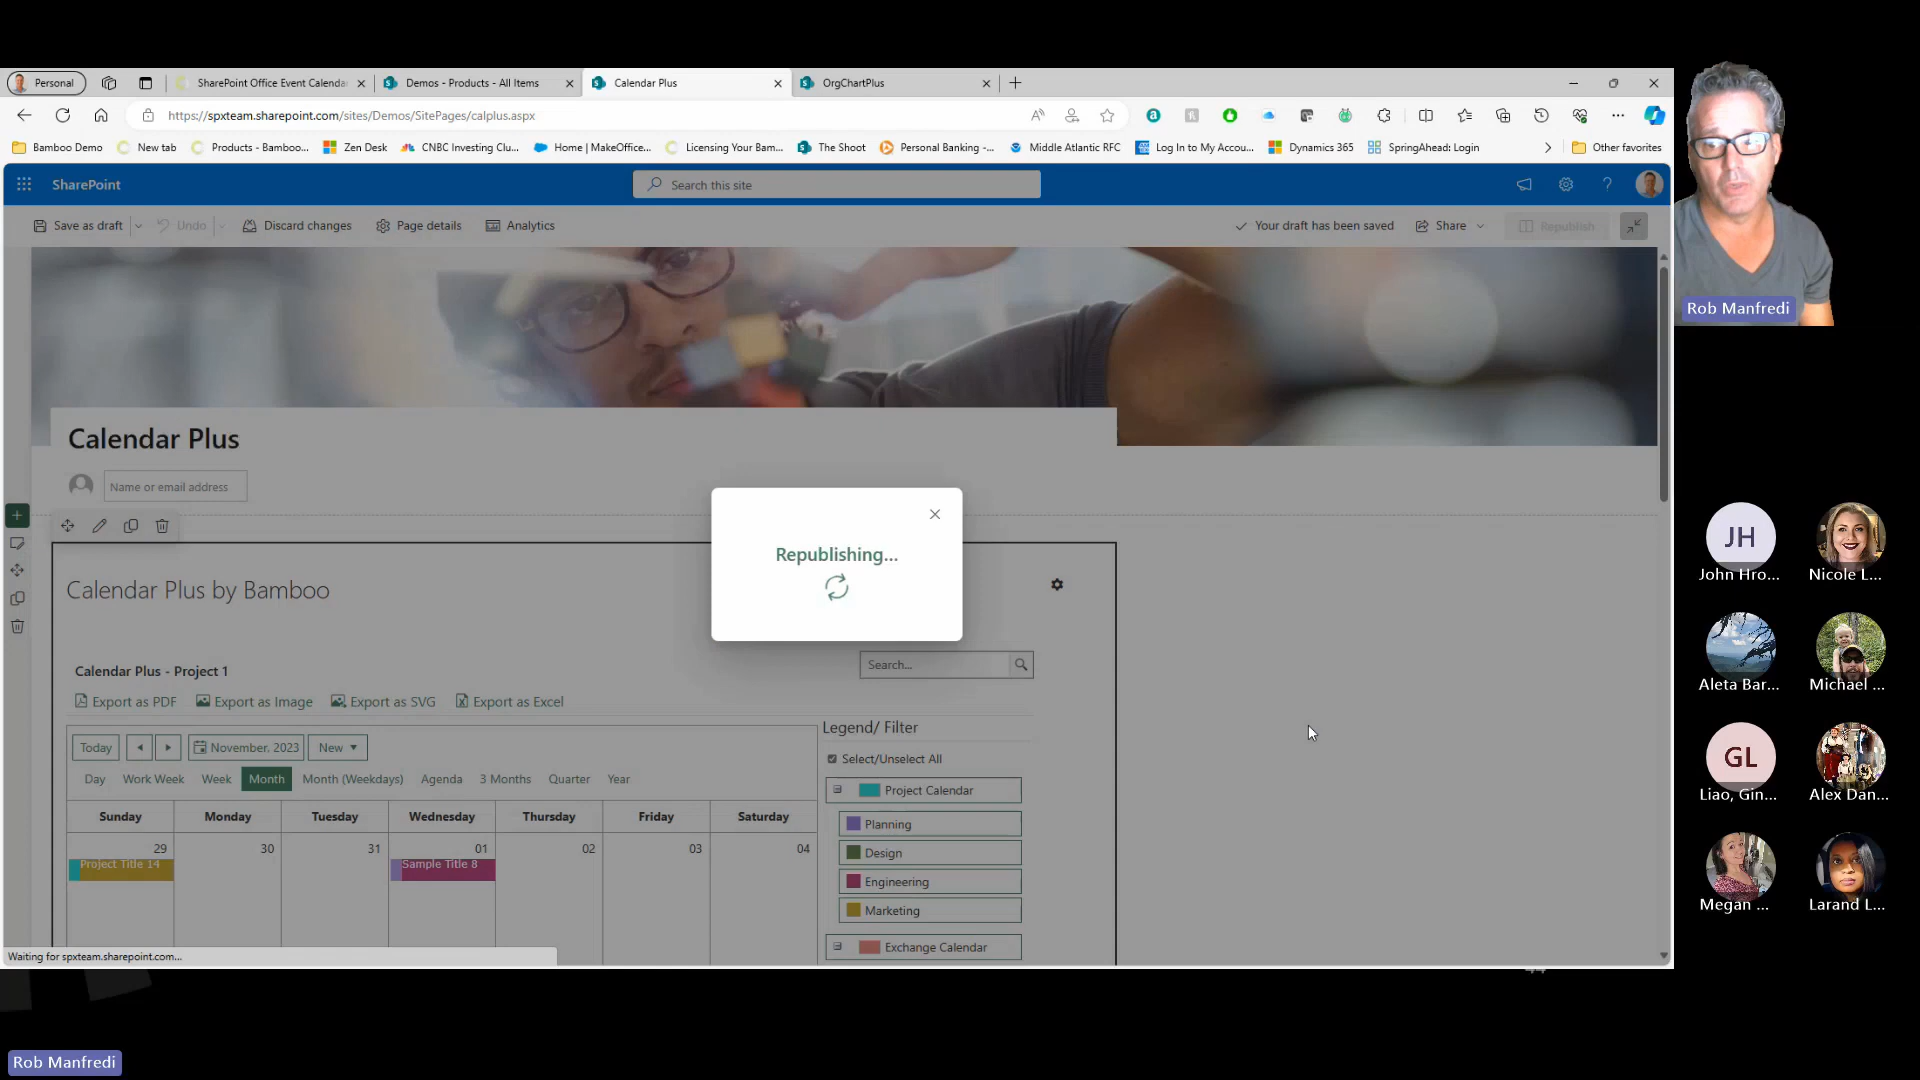 Personal
SharePoint Office Event Calenda
Demos - Products - All Items
Calendar Plus
OrgChartPlus
https://spxteam.sharepoint.com/sites/Demos/SitePages/calplus.aspx
Bamboo Demo
New tab
Products - Bamboo...
Zen Desk
CNBC Investing Clu...
Home | MakeOffice...
Licensing Your Bam...
The Shoot
Personal Banking -...
Middle Atlantic RFC
Log In to My Accou...
Dynamics 365
SpringAhead: Login
Other favorites
SharePoint
Search this site
Save as draft
Undo
Discard changes
Page details
Analytics
Your draft has been saved
Share
Republish
Rob Manfredi
Calendar Plus
Name or email address
Republishing...
Calendar Plus by Bamboo
Calendar Plus - Project 1
Search...
Export as PDF
Export as Image
Export as SVG
Export as Excel
Legend/ Filter
Today
November, 2023
New
Select/Unselect All
Day
Work Week
Week
Month
Month (Weekdays)
Agenda
3 Months
Quarter
Year
Project Calendar
Sunday
Monday
Tuesday
Wednesday
Thursday
Friday
Saturday
Planning
29
30
31
01
02
03
04
Design
Project Title 14
Sample Title 8
Engineering
Marketing
Exchange Calendar
Waiting for spxteam.sharepoint.com...
JH
John Hro...
Nicole L...
Aleta Bar...
Michael ...
GL
Liao, Gin...
Alex Dan...
Megan ...
Larand L...
Rob Manfredi